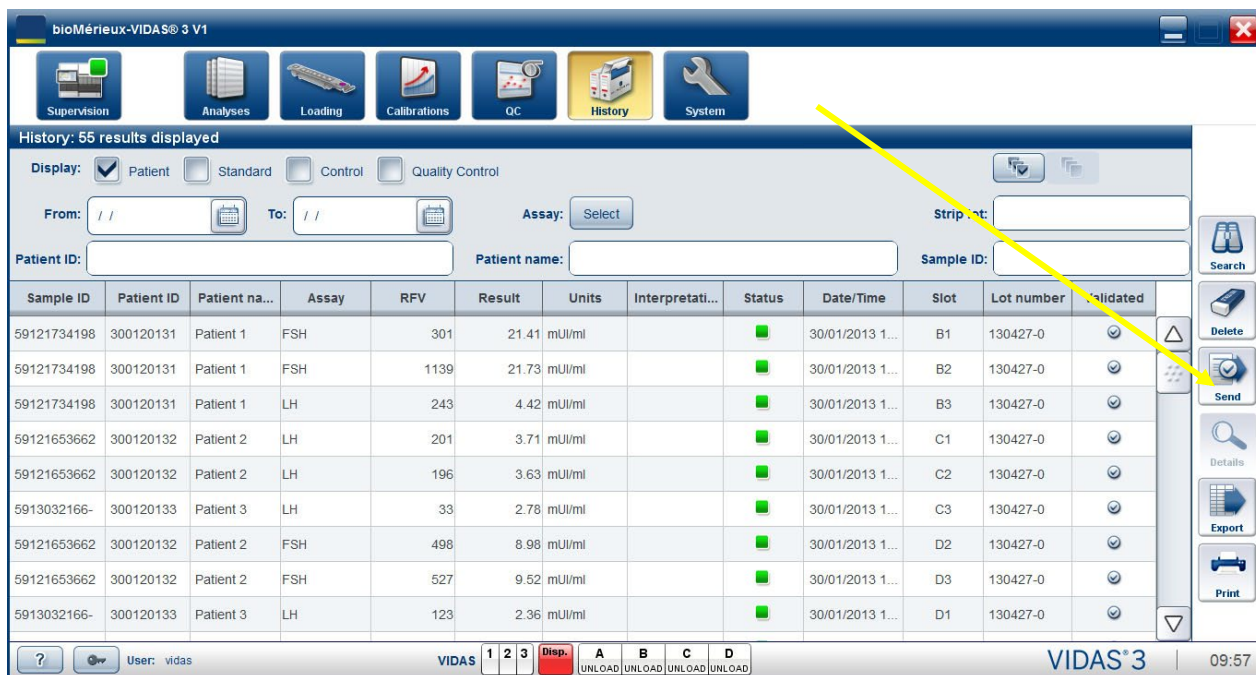 bioMérieux-VIDAS® 3 V1
Supervision Analyses Loading Calibrations QC History System
History: 55 results displayed
Display: Patient Standard Control Quality Control
From: / / To: / / Assay: Select Strip lot:
Patient ID: Patient name: Sample ID:
Search
Sample ID Patient ID Patient na... Assay RFV Result Units Interpretati... Status Date/Time Slot Lot number Validated
59121734198 300120131 Patient 1 FSH 301 21.41 mUI/ml 30/01/2013 1... B1 130427-0
Delete
59121734198 300120131 Patient 1 FSH 1139 21.73 mUI/ml 30/01/2013 1... B2 130427-0
Send
59121734198 300120131 Patient 1 LH 243 4.42 mUI/ml 30/01/2013 1... B3 130427-0
59121653662 300120132 Patient 2 LH 201 3.71 mUI/ml 30/01/2013 1... C1 130427-0
Details
59121653662 300120132 Patient 2 LH 196 3.63 mUI/ml 30/01/2013 1... C2 130427-0
5913032166- 300120133 Patient 3 LH 33 2.78 mUI/ml 30/01/2013 1... C3 130427-0
Export
59121653662 300120132 Patient 2 FSH 498 8.98 mUI/ml 30/01/2013 1... D2 130427-0
59121653662 300120132 Patient 2 FSH 527 9.52 mUI/ml 30/01/2013 1... D3 130427-0
Print
5913032166- 300120133 Patient 3 LH 123 2.36 mUI/ml 30/01/2013 1... D1 130427-0
? User: vidas VIDAS 1 2 3 Disp. A B C D VIDAS®3 09:57
UNLOAD UNLOAD UNLOAD UNLOAD